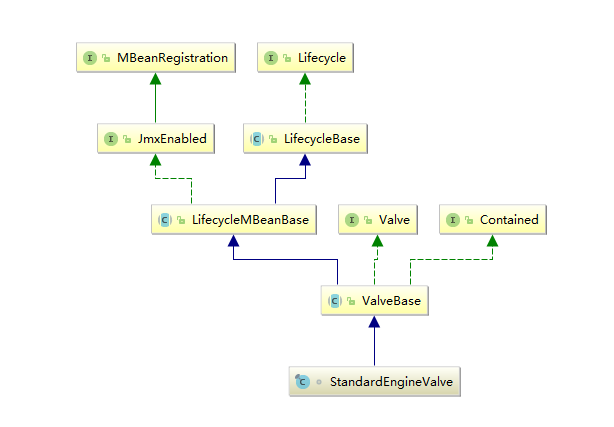 MBeanRegistration
Lifecycle
JmxEnabled
LifecycleBase
LifecycleMBeanBase
Valve
Contained
ValveBase
StandardEngineValve